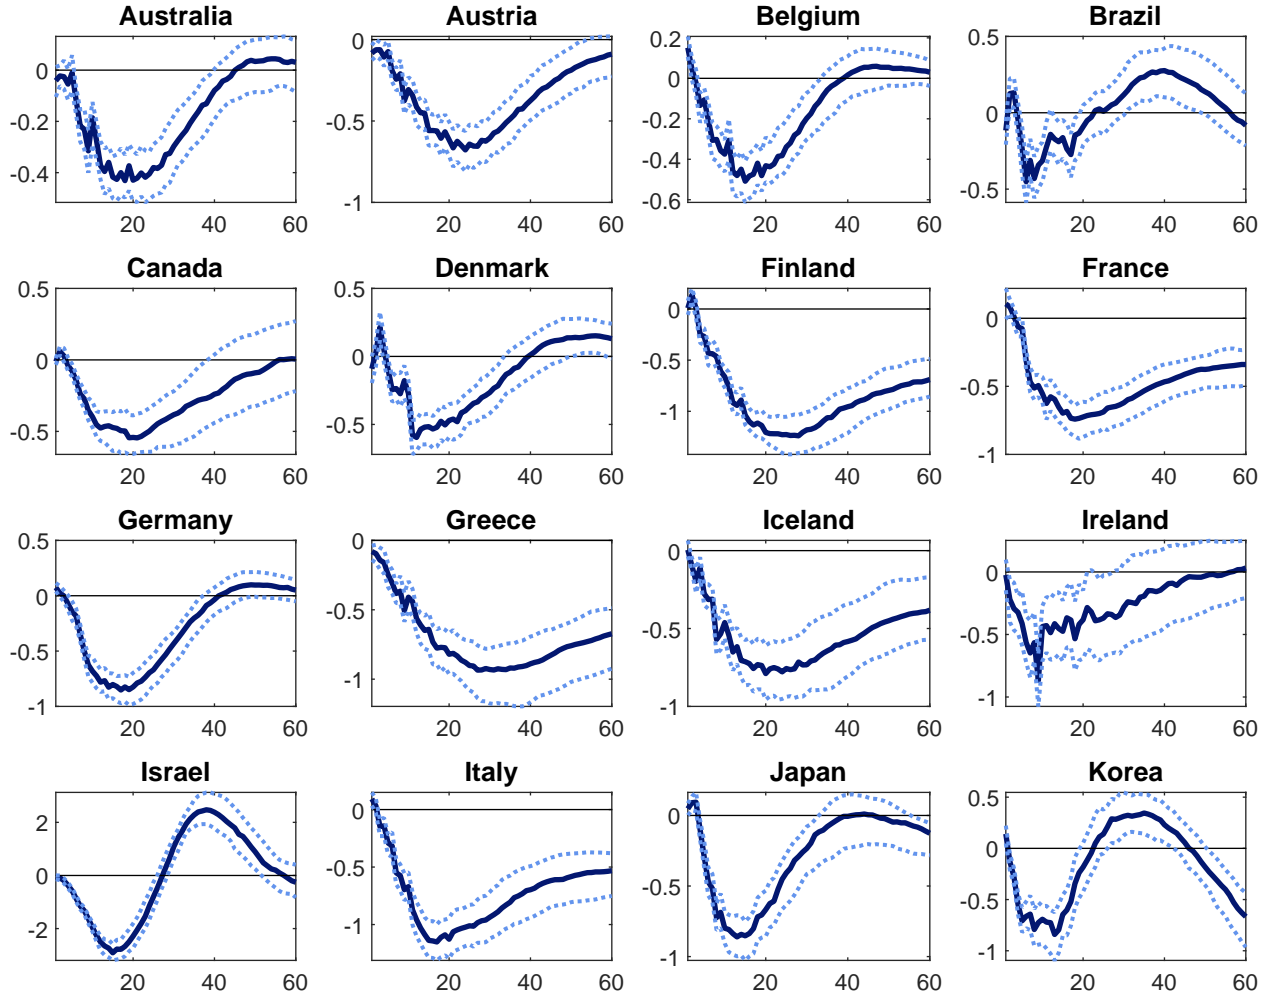 Australia Austria Belgium Brazil
0 -0.2 -0.4 20 40 60
0 -0.5 -1 20 40 60
0.2 0 -0.2 -0.4 -0.6 20 40 60
0.5 0 -0.5 20 40 60
Canada Denmark Finland France
0.5 0 -0.5 20 40 60
0.5 0 -0.5 20 40 60
0 -0.5 -1 20 40 60
0 -0.5 -1 20 40 60
Germany Greece Iceland Ireland
0.5 0 -0.5 -1 20 40 60
0 -0.5 -1 20 40 60
0 -0.5 -1 20 40 60
0 -0.5 -1 20 40 60
Israel Italy Japan Korea
2 0 -2 20 40 60
0 -0.5 -1 20 40 60
0 -0.5 -1 20 40 60
0.5 0 -0.5 -1 20 40 60